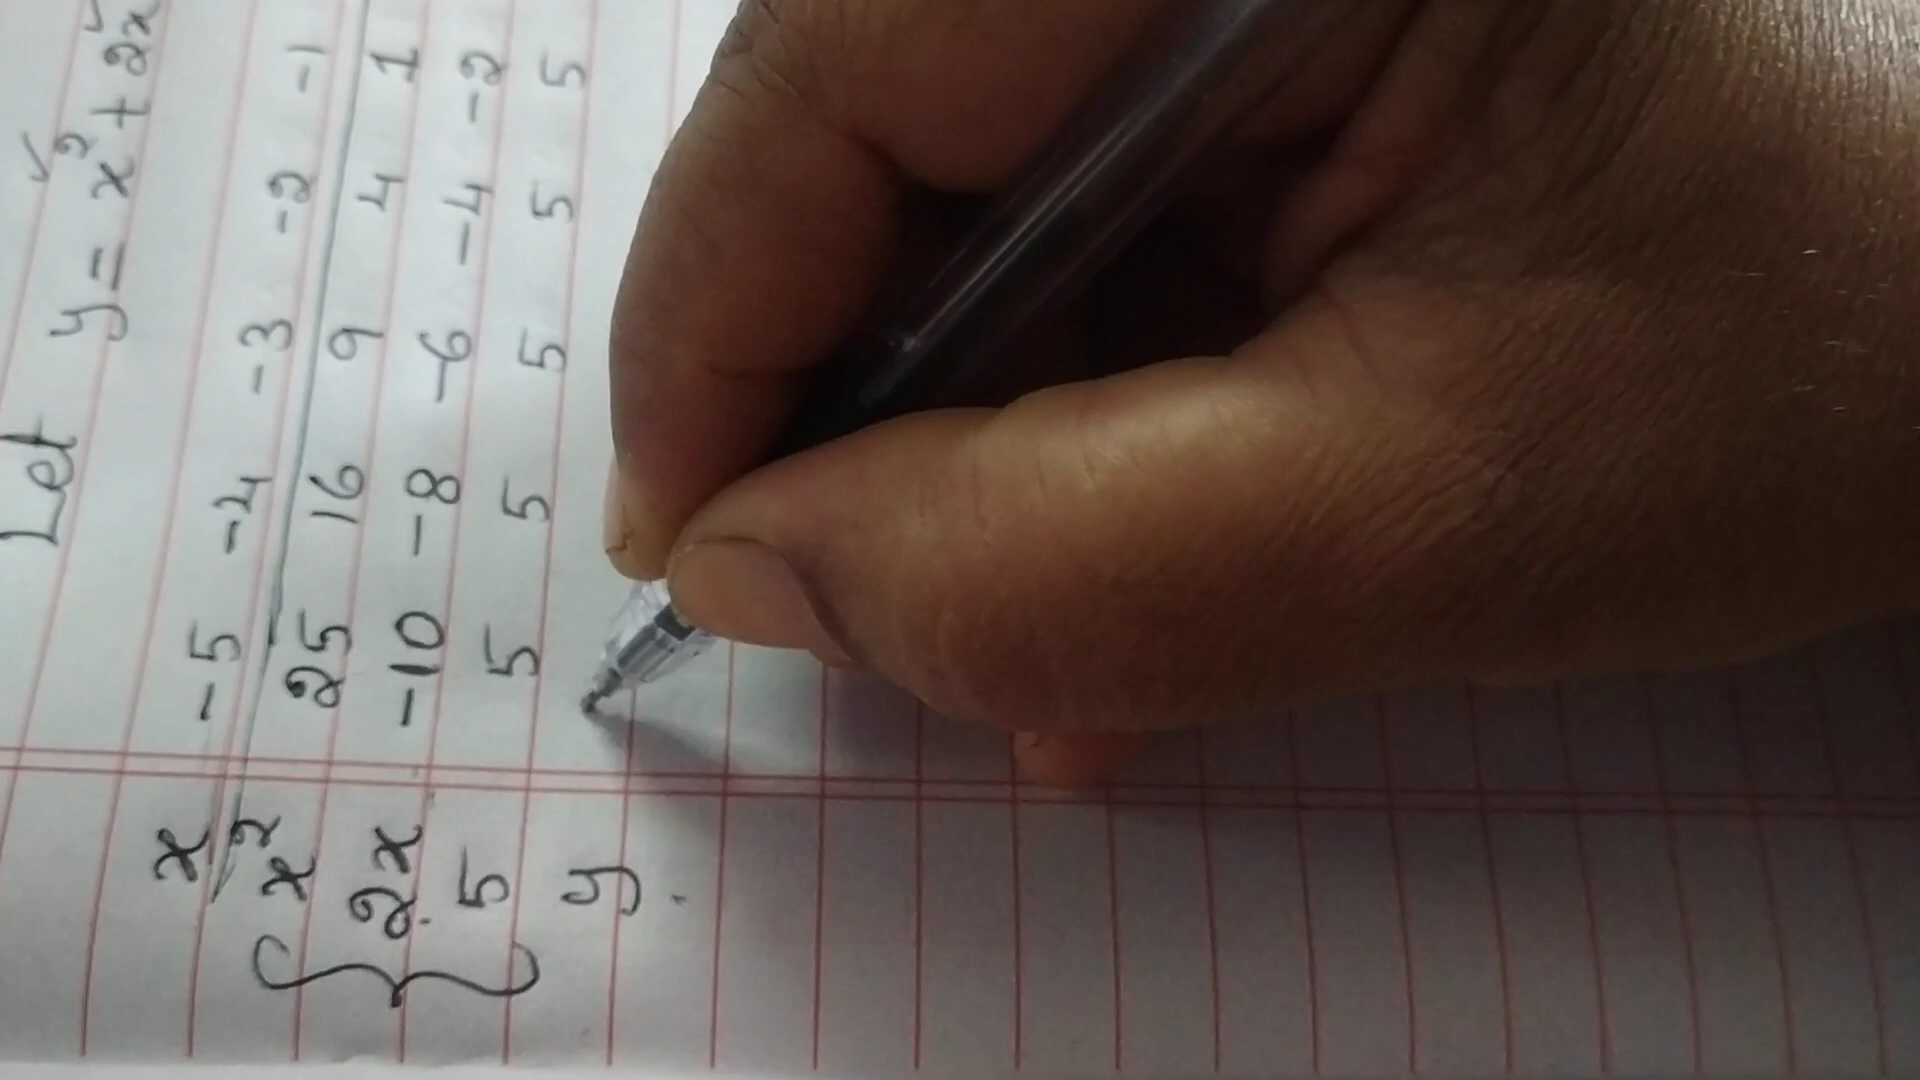 Let y = x² + 2x
x -5 -4 -3 -2 -1
x² 25 16 9 4 1
2x -10 -8 -6 -4 -2
5 5 5 5 5 5
y